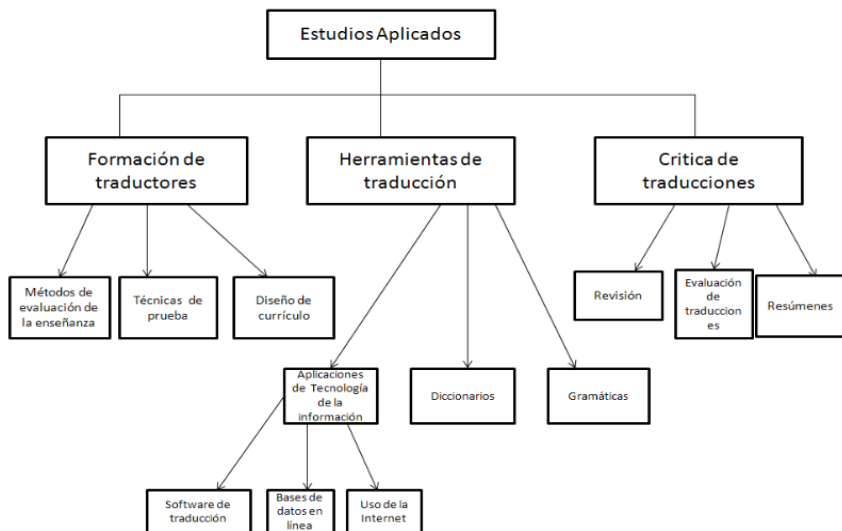 Estudios Aplicados
Formación de
traductores
Herramientas de
traducción
Critica de
traducciones
Métodos de
evaluación de
la enseñanza
Técnicas de
prueba
Diseño de
currículo
Revisión
Evaluación
de
traduccion
es
Resúmenes
Aplicaciones
de Tecnología
de la
información
Diccionarios
Gramáticas
Software de
traducción
Bases de
datos en
línea
Uso de la
Internet